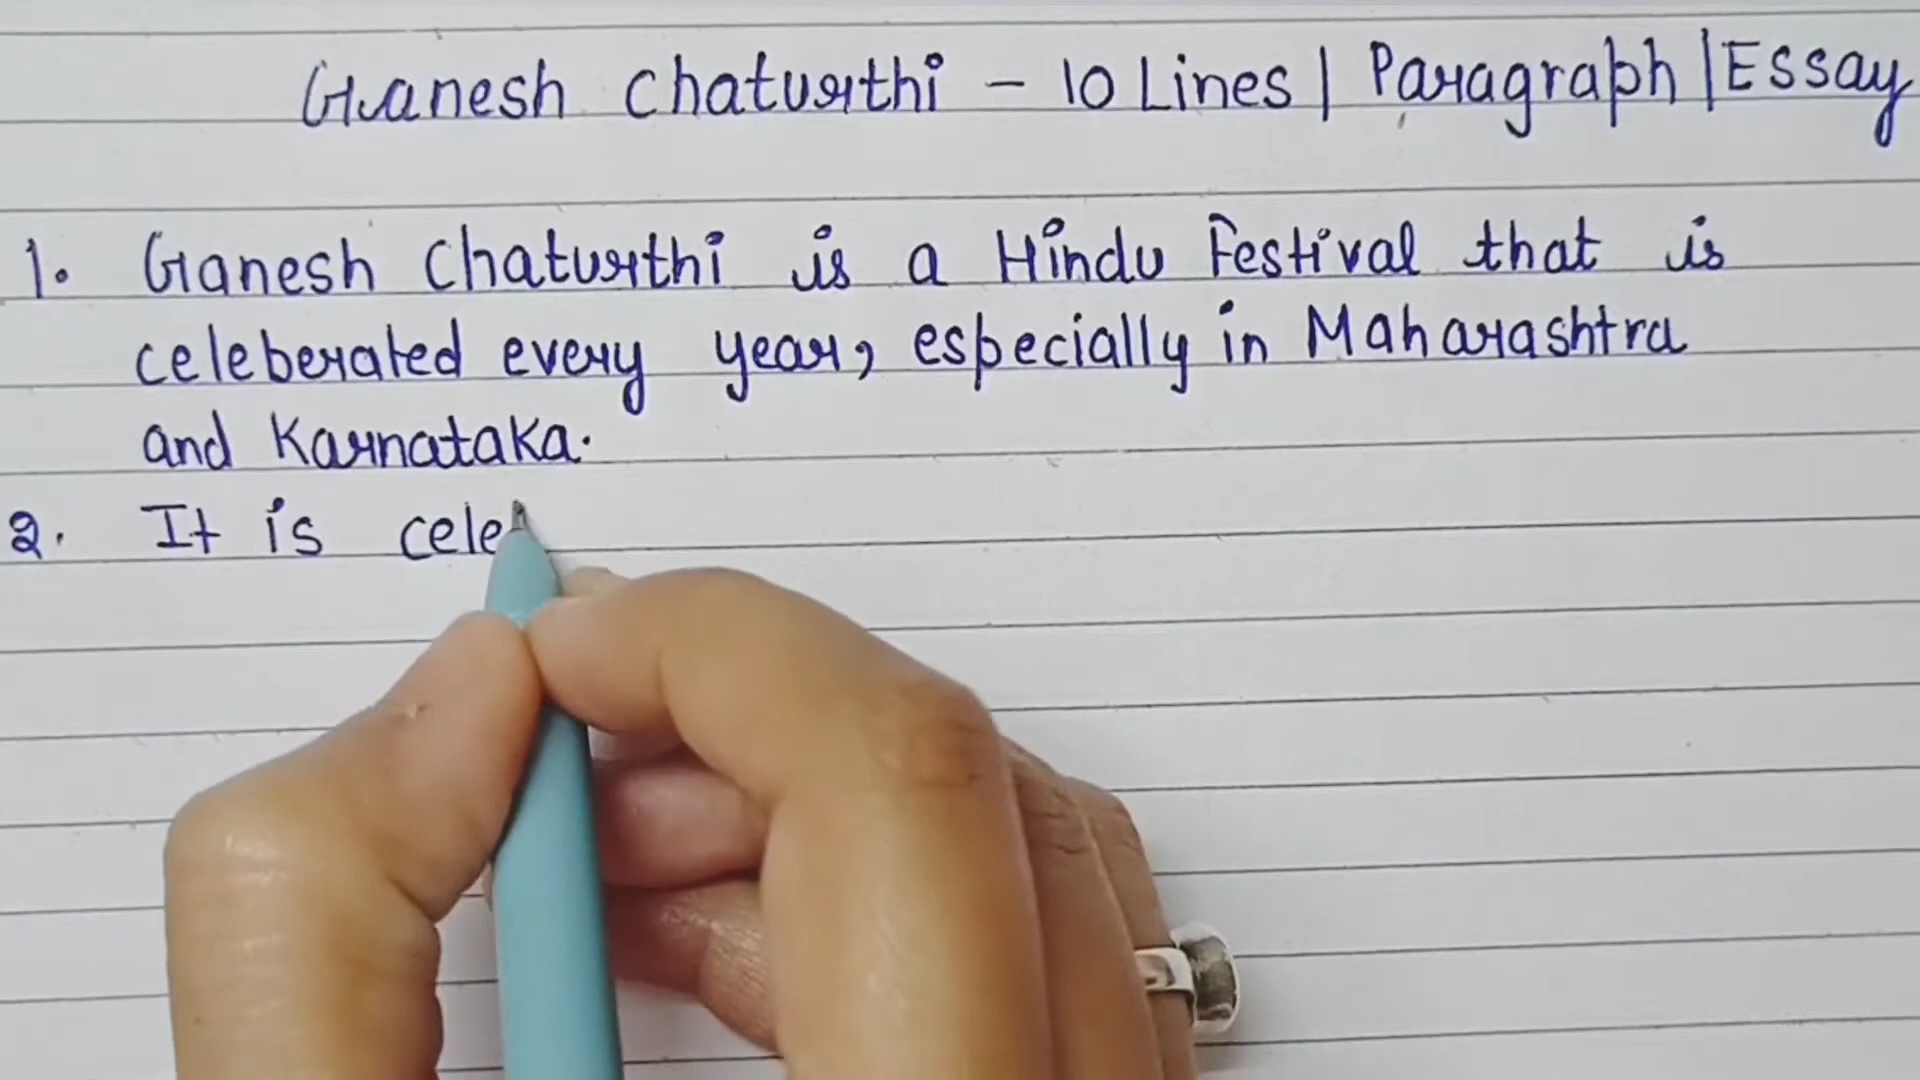 Ganesh Chaturthi - 10 Lines | Paragraph | Essay
1. Ganesh Chaturthi is a Hindu Festival that is
celeberated every year, especially in Maharashtra
and Karnataka.
2. It is cele